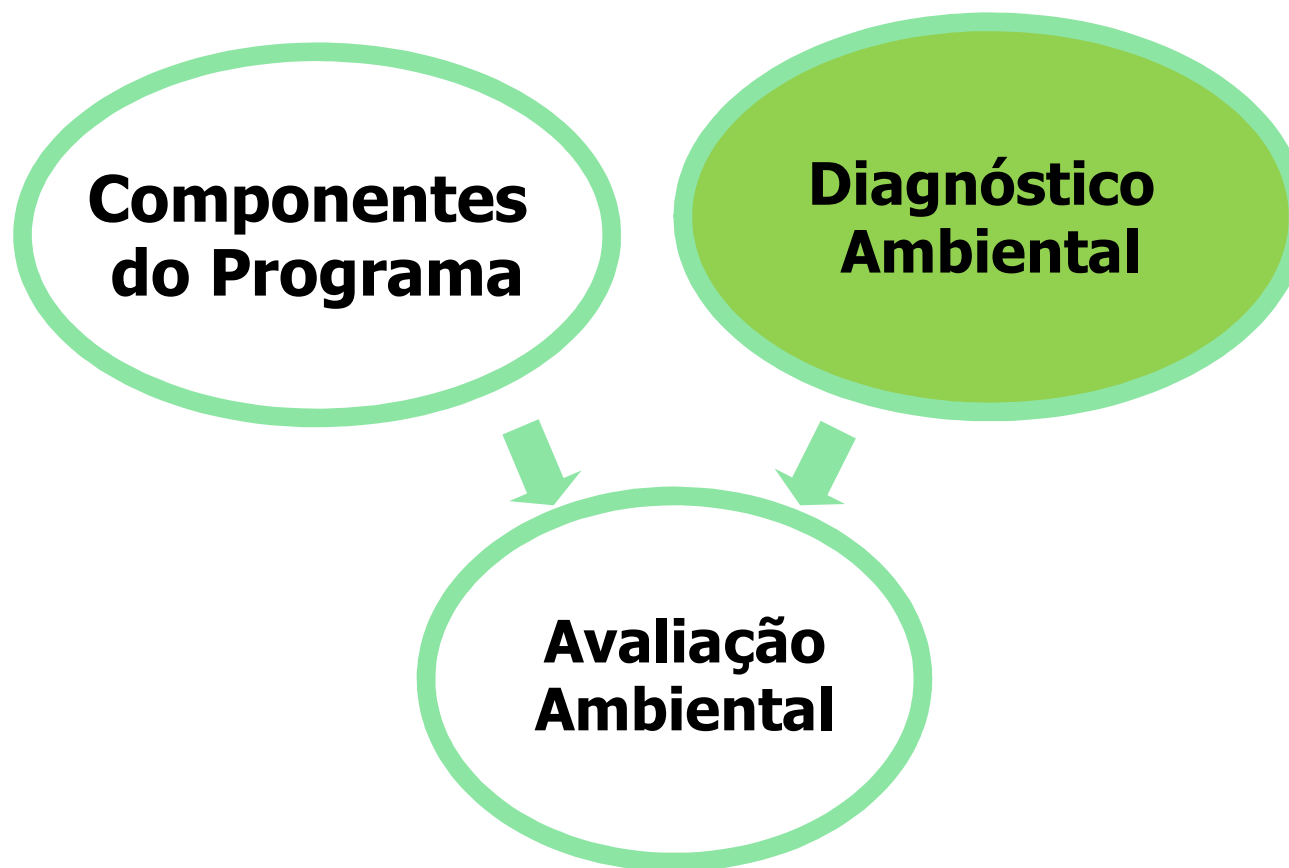 Componentes
do Programa
Diagnóstico
Ambiental
Avaliação
Ambiental